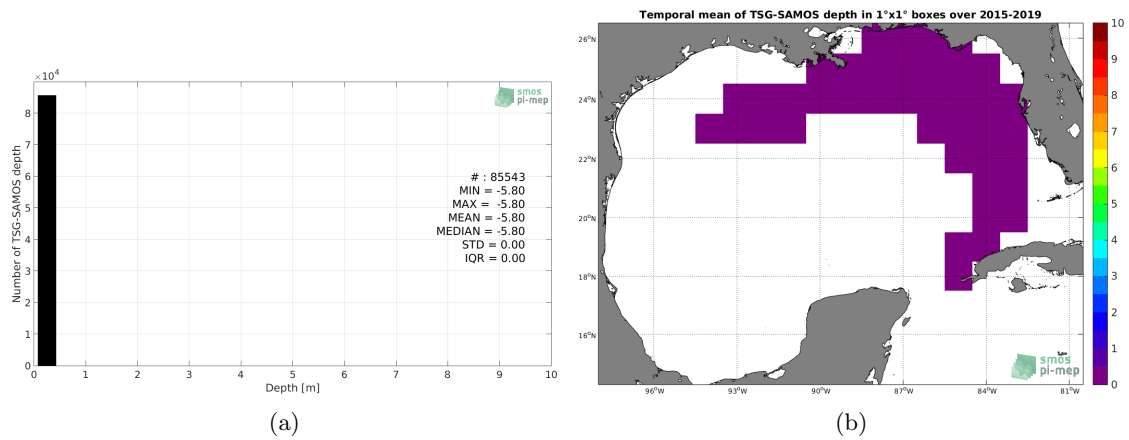 ×10^4
9
8
7
6
5
4
3
2
1
0
Number of TSG-SAMOS depth
smos
pi-mep
# : 85543
MIN = -5.80
MAX = -5.80
MEAN = -5.80
MEDIAN = -5.80
STD = 0.00
IQR = 0.00
0 1 2 3 4 5 6 7 8 9 10
Depth [m]
(a)
Temporal mean of TSG-SAMOS depth in 1°x1° boxes over 2015-2019
26°N
24°N
22°N
20°N
18°N
16°N
96°W 93°W 90°W 87°W 84°W 81°W
smos
pi-mep
10
9
8
7
6
5
4
3
2
1
0
(b)